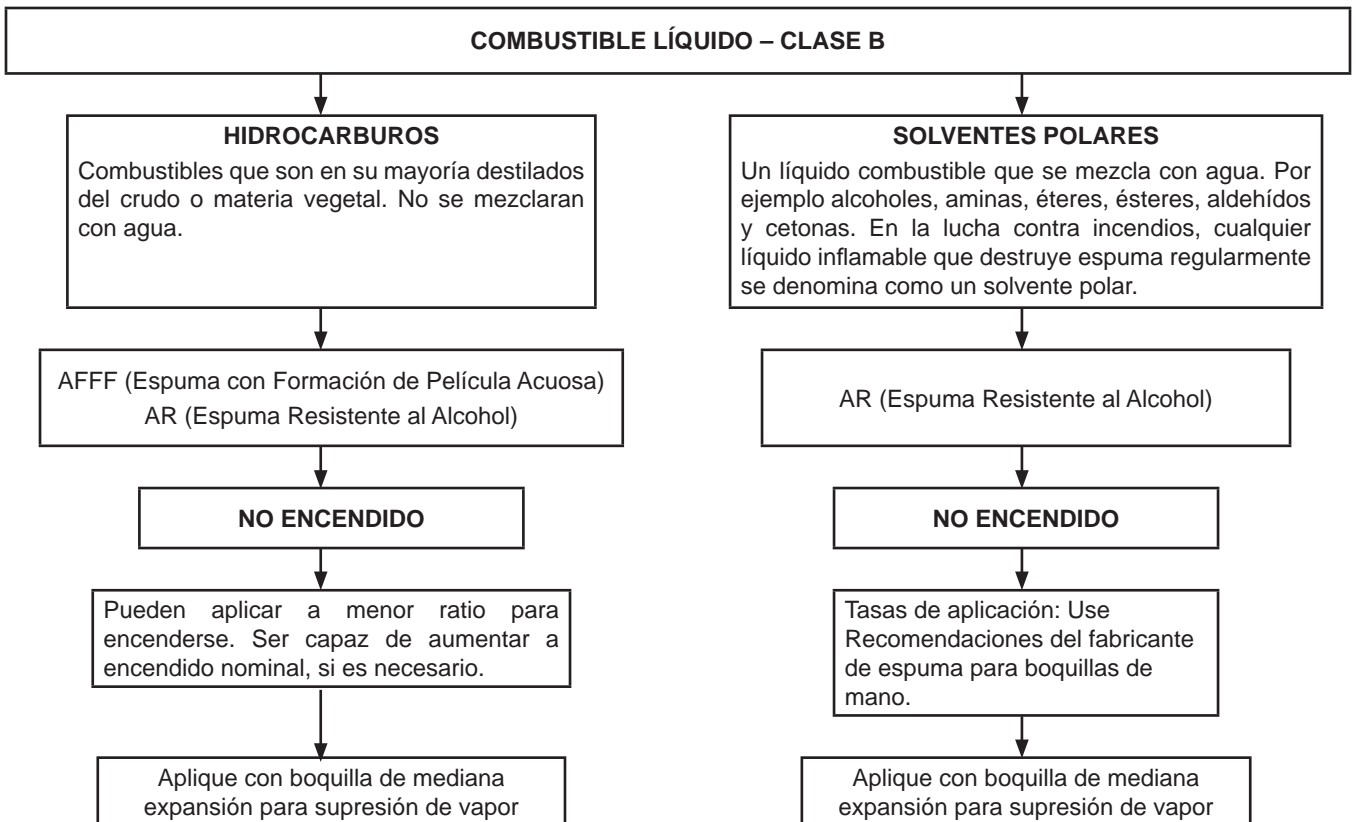 COMBUSTIBLE LÍQUIDO – CLASE B
HIDROCARBUROS
Combustibles que son en su mayoría destilados
del crudo o materia vegetal. No se mezclaran
con agua.
SOLVENTES POLARES
Un líquido combustible que se mezcla con agua. Por
ejemplo alcoholes, aminas, éteres, ésteres, aldehídos
y cetonas. En la lucha contra incendios, cualquier
líquido inflamable que destruye espuma regularmente
se denomina como un solvente polar.
AFFF (Espuma con Formación de Película Acuosa)
AR (Espuma Resistente al Alcohol)
AR (Espuma Resistente al Alcohol)
NO ENCENDIDO
NO ENCENDIDO
Pueden aplicar a menor ratio para
encenderse. Ser capaz de aumentar a
encendido nominal, si es necesario.
Tasas de aplicación: Use
Recomendaciones del fabricante
de espuma para boquillas de
mano.
Aplique con boquilla de mediana
expansión para supresión de vapor
Aplique con boquilla de mediana
expansión para supresión de vapor